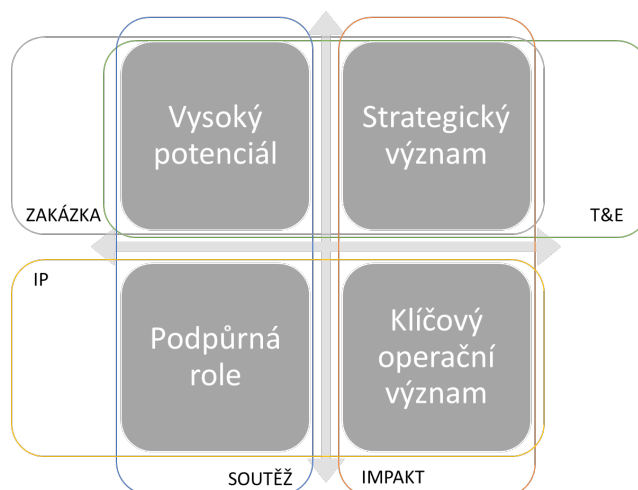 Vysoký
potenciál
Strategický
význam
ZAKÁZKA
T&E
IP
Podpůrná
role
Klíčový
operační
význam
SOUTĚŽ
IMPAKT